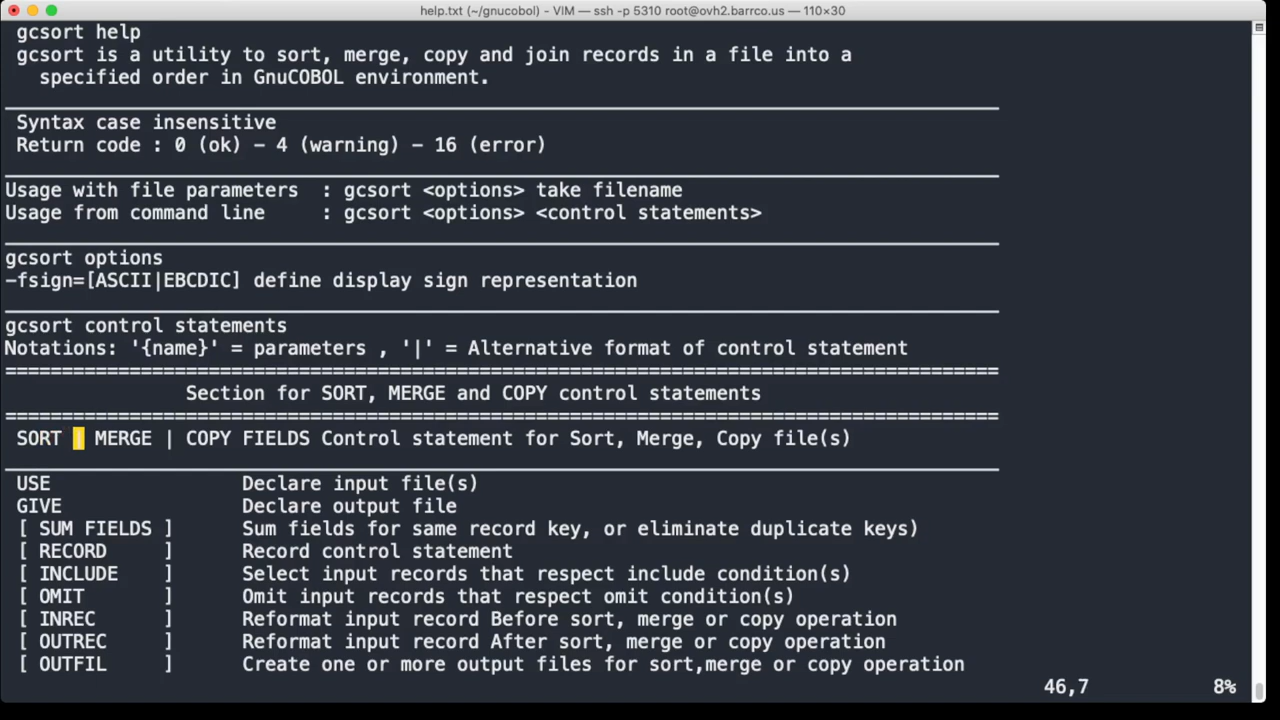 help.txt (~/gnucobol) - VIM — ssh -p 5310 root@ovh2.barrco.us — 110×30
gcsort help
gcsort is a utility to sort, merge, copy and join records in a file into a
specified order in GnuCOBOL environment.
Syntax case insensitive
Return code : 0 (ok) - 4 (warning) - 16 (error)
Usage with file parameters  : gcsort <options> take filename
Usage from command line     : gcsort <options> <control statements>
gcsort options
-fsign=[ASCII|EBCDIC] define display sign representation
gcsort control statements
Notations: '{name}' = parameters , '|' = Alternative format of control statement
========================================================================================
Section for SORT, MERGE and COPY control statements
========================================================================================
SORT | MERGE | COPY FIELDS Control statement for Sort, Merge, Copy file(s)
USE                 Declare input file(s)
GIVE                Declare output file
[ SUM FIELDS ]      Sum fields for same record key, or eliminate duplicate keys)
[ RECORD     ]      Record control statement
[ INCLUDE    ]      Select input records that respect include condition(s)
[ OMIT       ]      Omit input records that respect omit condition(s)
[ INREC      ]      Reformat input record Before sort, merge or copy operation
[ OUTREC     ]      Reformat input record After sort, merge or copy operation
[ OUTFIL     ]      Create one or more output files for sort,merge or copy operation
46,7 8%